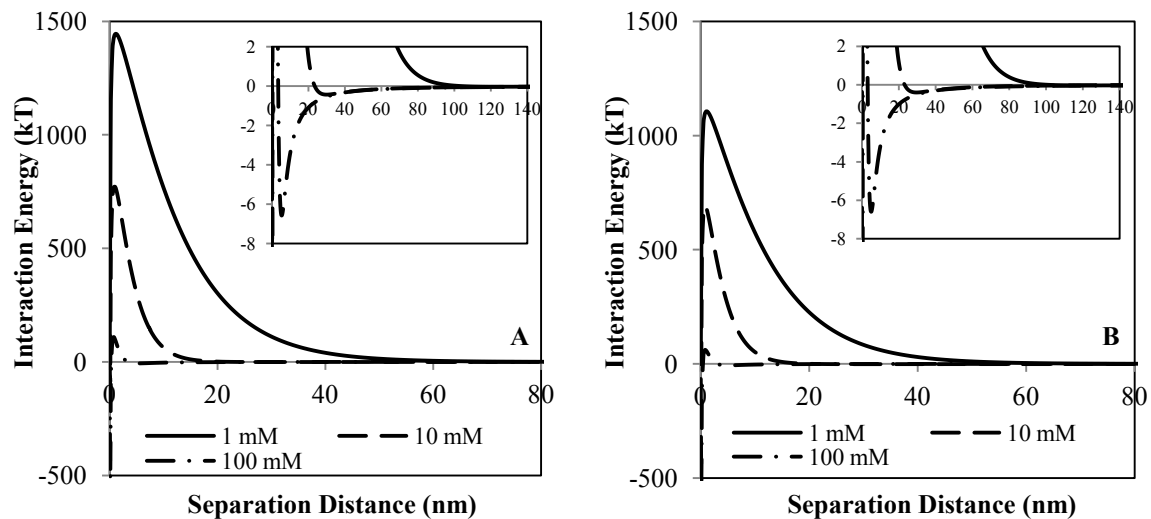 Interaction Energy (kT)
1500
1000
500
0
-500
0 20 40 60 80
Separation Distance (nm)
2
0
-2
-4
-6
-8
0 20 40 60 80 100 120 140
A
1 mM
10 mM
100 mM
Interaction Energy (kT)
1500
1000
500
0
-500
0 20 40 60 80
Separation Distance (nm)
2
0
-2
-4
-6
-8
0 20 40 60 80 100 120 140
B
1 mM
10 mM
100 mM